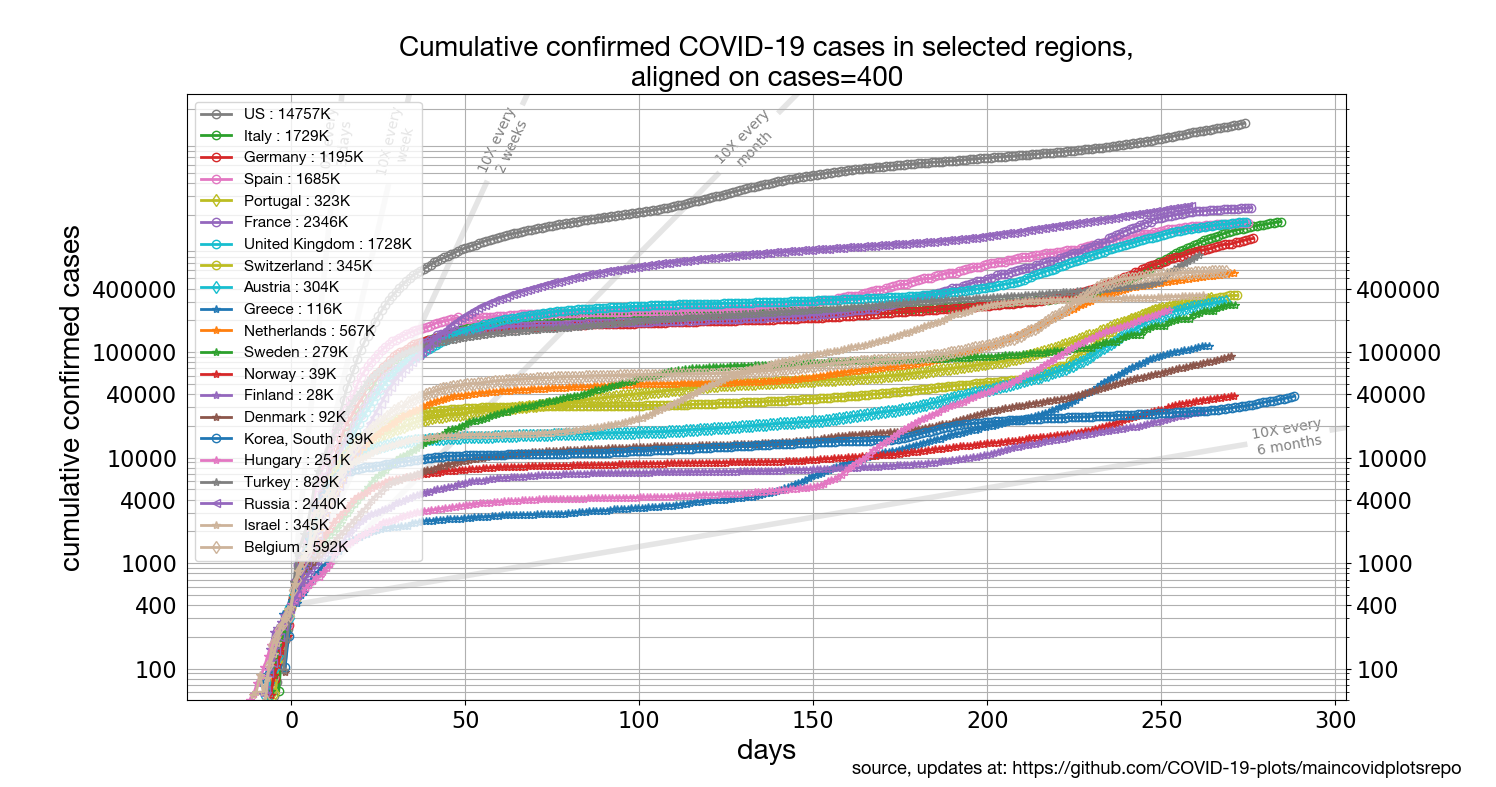 Cumulative confirmed COVID-19 cases in selected regions,
aligned on cases=400
US : 14757K
Italy : 1729K
Germany : 1195K
Spain : 1685K
Portugal : 323K
France : 2346K
United Kingdom : 1728K
Switzerland : 345K
Austria : 304K
Greece : 116K
Netherlands : 567K
Sweden : 279K
Norway : 39K
Finland : 28K
Denmark : 92K
Korea, South : 39K
Hungary : 251K
Turkey : 829K
Russia : 2440K
Israel : 345K
Belgium : 592K
days
10X every
week
10X every
2 weeks
10X every
month
10X every
6 months
cumulative confirmed cases
400000
100000
40000
10000
4000
1000
400
100
400000
100000
40000
10000
4000
1000
400
100
0 50 100 150 200 250 300
days
source, updates at: https://github.com/COVID-19-plots/maincovidplotsrepo